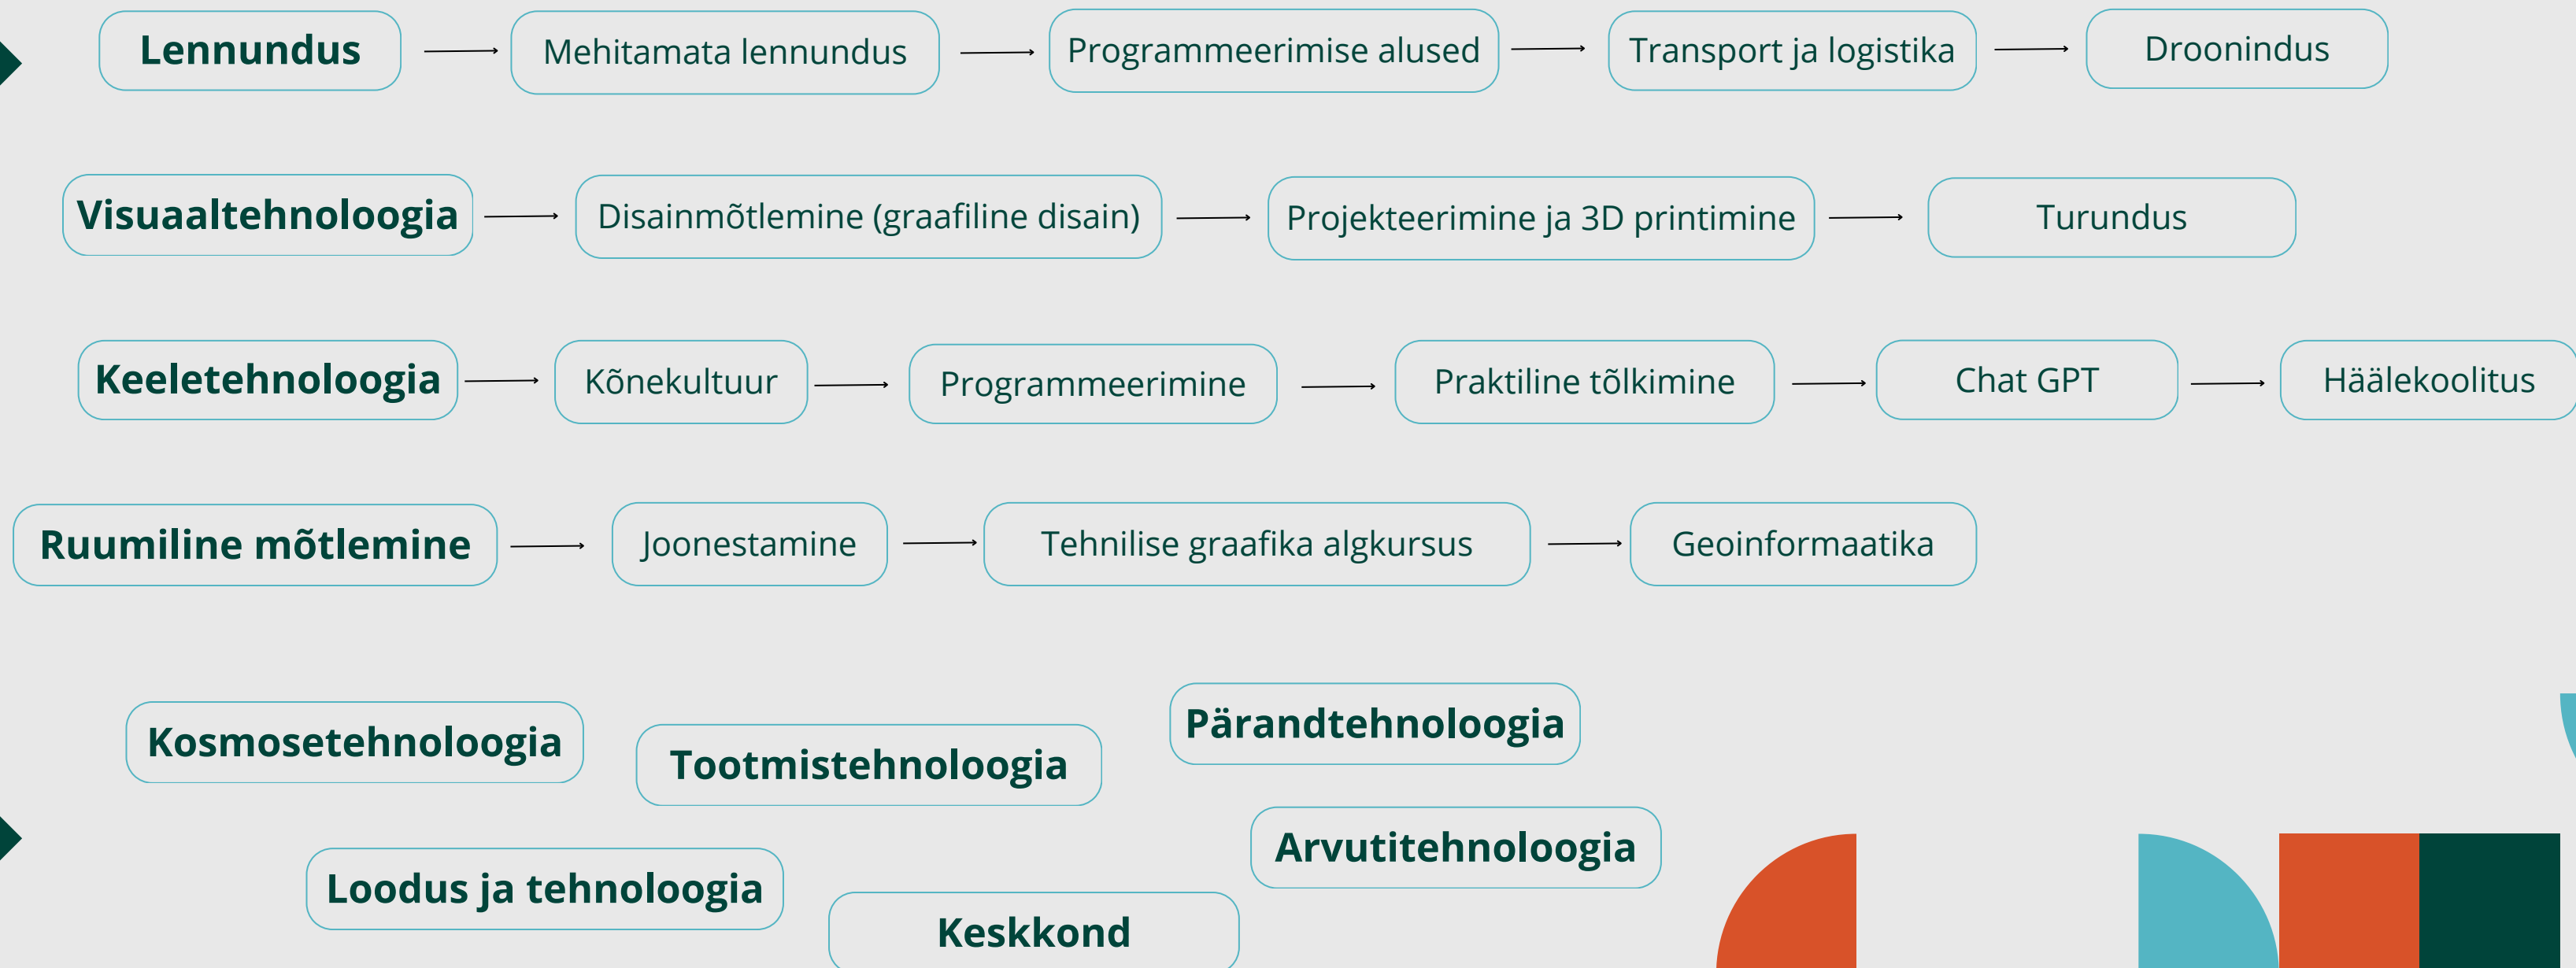 Lennundus
Mehitamata lennundus
Programmeerimise alused
Transport ja logistika
Droonindus
Visuaaltehnoloogia
Disainmõtlemine (graafiline disain)
Projekteerimine ja 3D printimine
Turundus
Keeletehnoloogia
Kõnekultuur
Programmeerimine
Praktiline tõlkimine
Chat GPT
Häälekoolitus
Ruumiline mõtlemine
Joonestamine
Tehnilise graafika algkursus
Geoinformaatika
Kosmosetehnoloogia
Tootmistehnoloogia
Pärandtehnoloogia
Loodus ja tehnoloogia
Keskkond
Arvutitehnoloogia